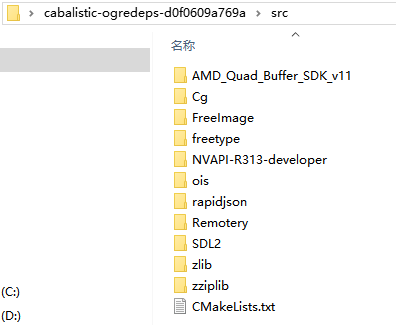 cabalistic-ogredeps-d0f0609a769a > src
名称
AMD_Quad_Buffer_SDK_v11
Cg
FreeImage
freetype
NVAPI-R313-developer
ois
rapidjson
Remotery
SDL2
zlib
zziplib
(C:)
CMakeLists.txt
(D:)